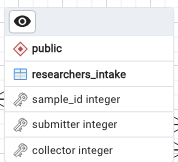 public
researchers_intake
sample_id integer
submitter integer
collector integer